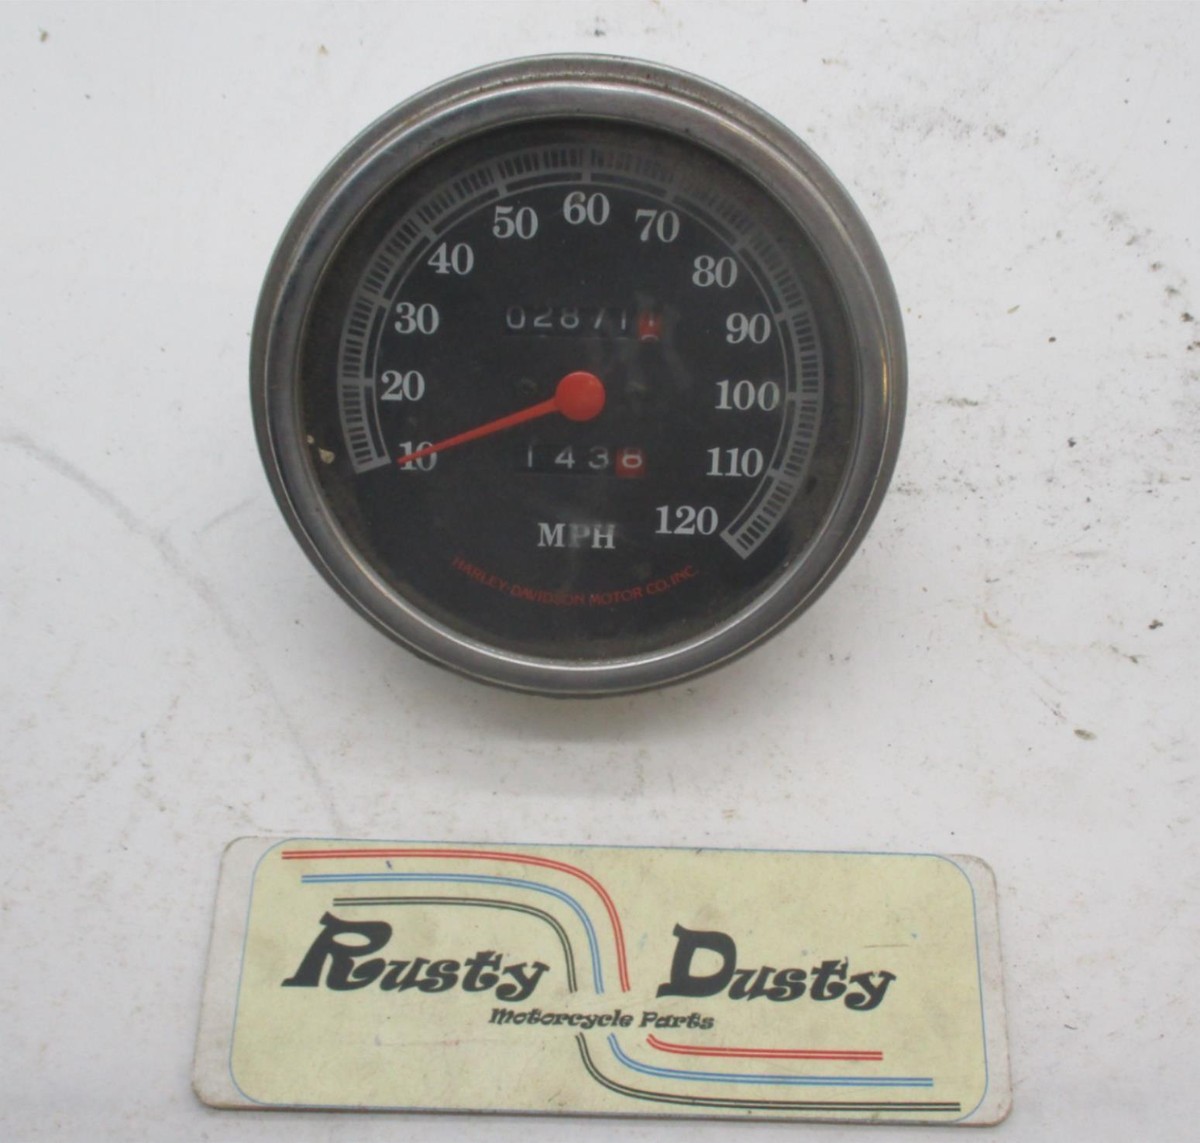 50 60 70
40 80
30 02871 90
20 100
10 1438 110
120
MPH
HARLEY-DAVIDSON MOTOR CO. INC.
Rusty Dusty
Motorcycle Parts